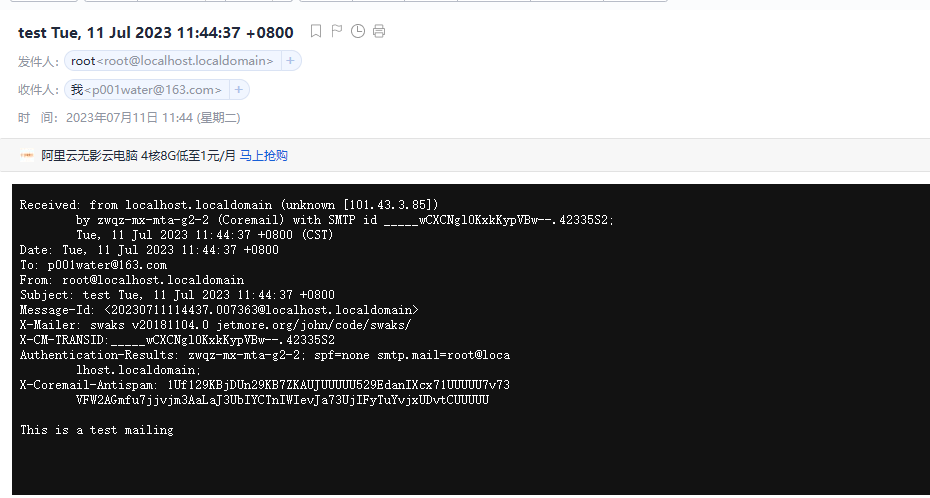 test Tue, 11 Jul 2023 11:44:37 +0800
发件人： root<root@localhost.localdomain> +
收件人： 我<p001water@163.com> +
时 间： 2023年07月11日 11:44 (星期二)
阿里云无影云电脑 4核8G低至1元/月 马上抢购
Received: from localhost.localdomain (unknown [101.43.3.85])
by zwqz-mx-mta-g2-2 (Coremail) with SMTP id _____wCXCNglOKxkKypVBw--.42335S2;
Tue, 11 Jul 2023 11:44:37 +0800 (CST)
Date: Tue, 11 Jul 2023 11:44:37 +0800
To: p001water@163.com
From: root@localhost.localdomain
Subject: test Tue, 11 Jul 2023 11:44:37 +0800
Message-Id: <20230711114437.007363@localhost.localdomain>
X-Mailer: swaks v20181104.0 jetmore.org/john/code/swaks/
X-CM-TRANSID:_____wCXCNglOKxkKypVBw--.42335S2
Authentication-Results: zwqz-mx-mta-g2-2; spf=none smtp.mail=root@loca
lhost.localdomain;
X-Coremail-Antispam: 1Uf129KBjDUn29KB7ZKAUJUUUUU529EdanIXcx71UUUUU7v73
VFW2AGmfu7jjvjm3AaLaJ3UbIYCTnIWIevJa73UjIFyTuYvjxUDvtCUUUUU
This is a test mailing